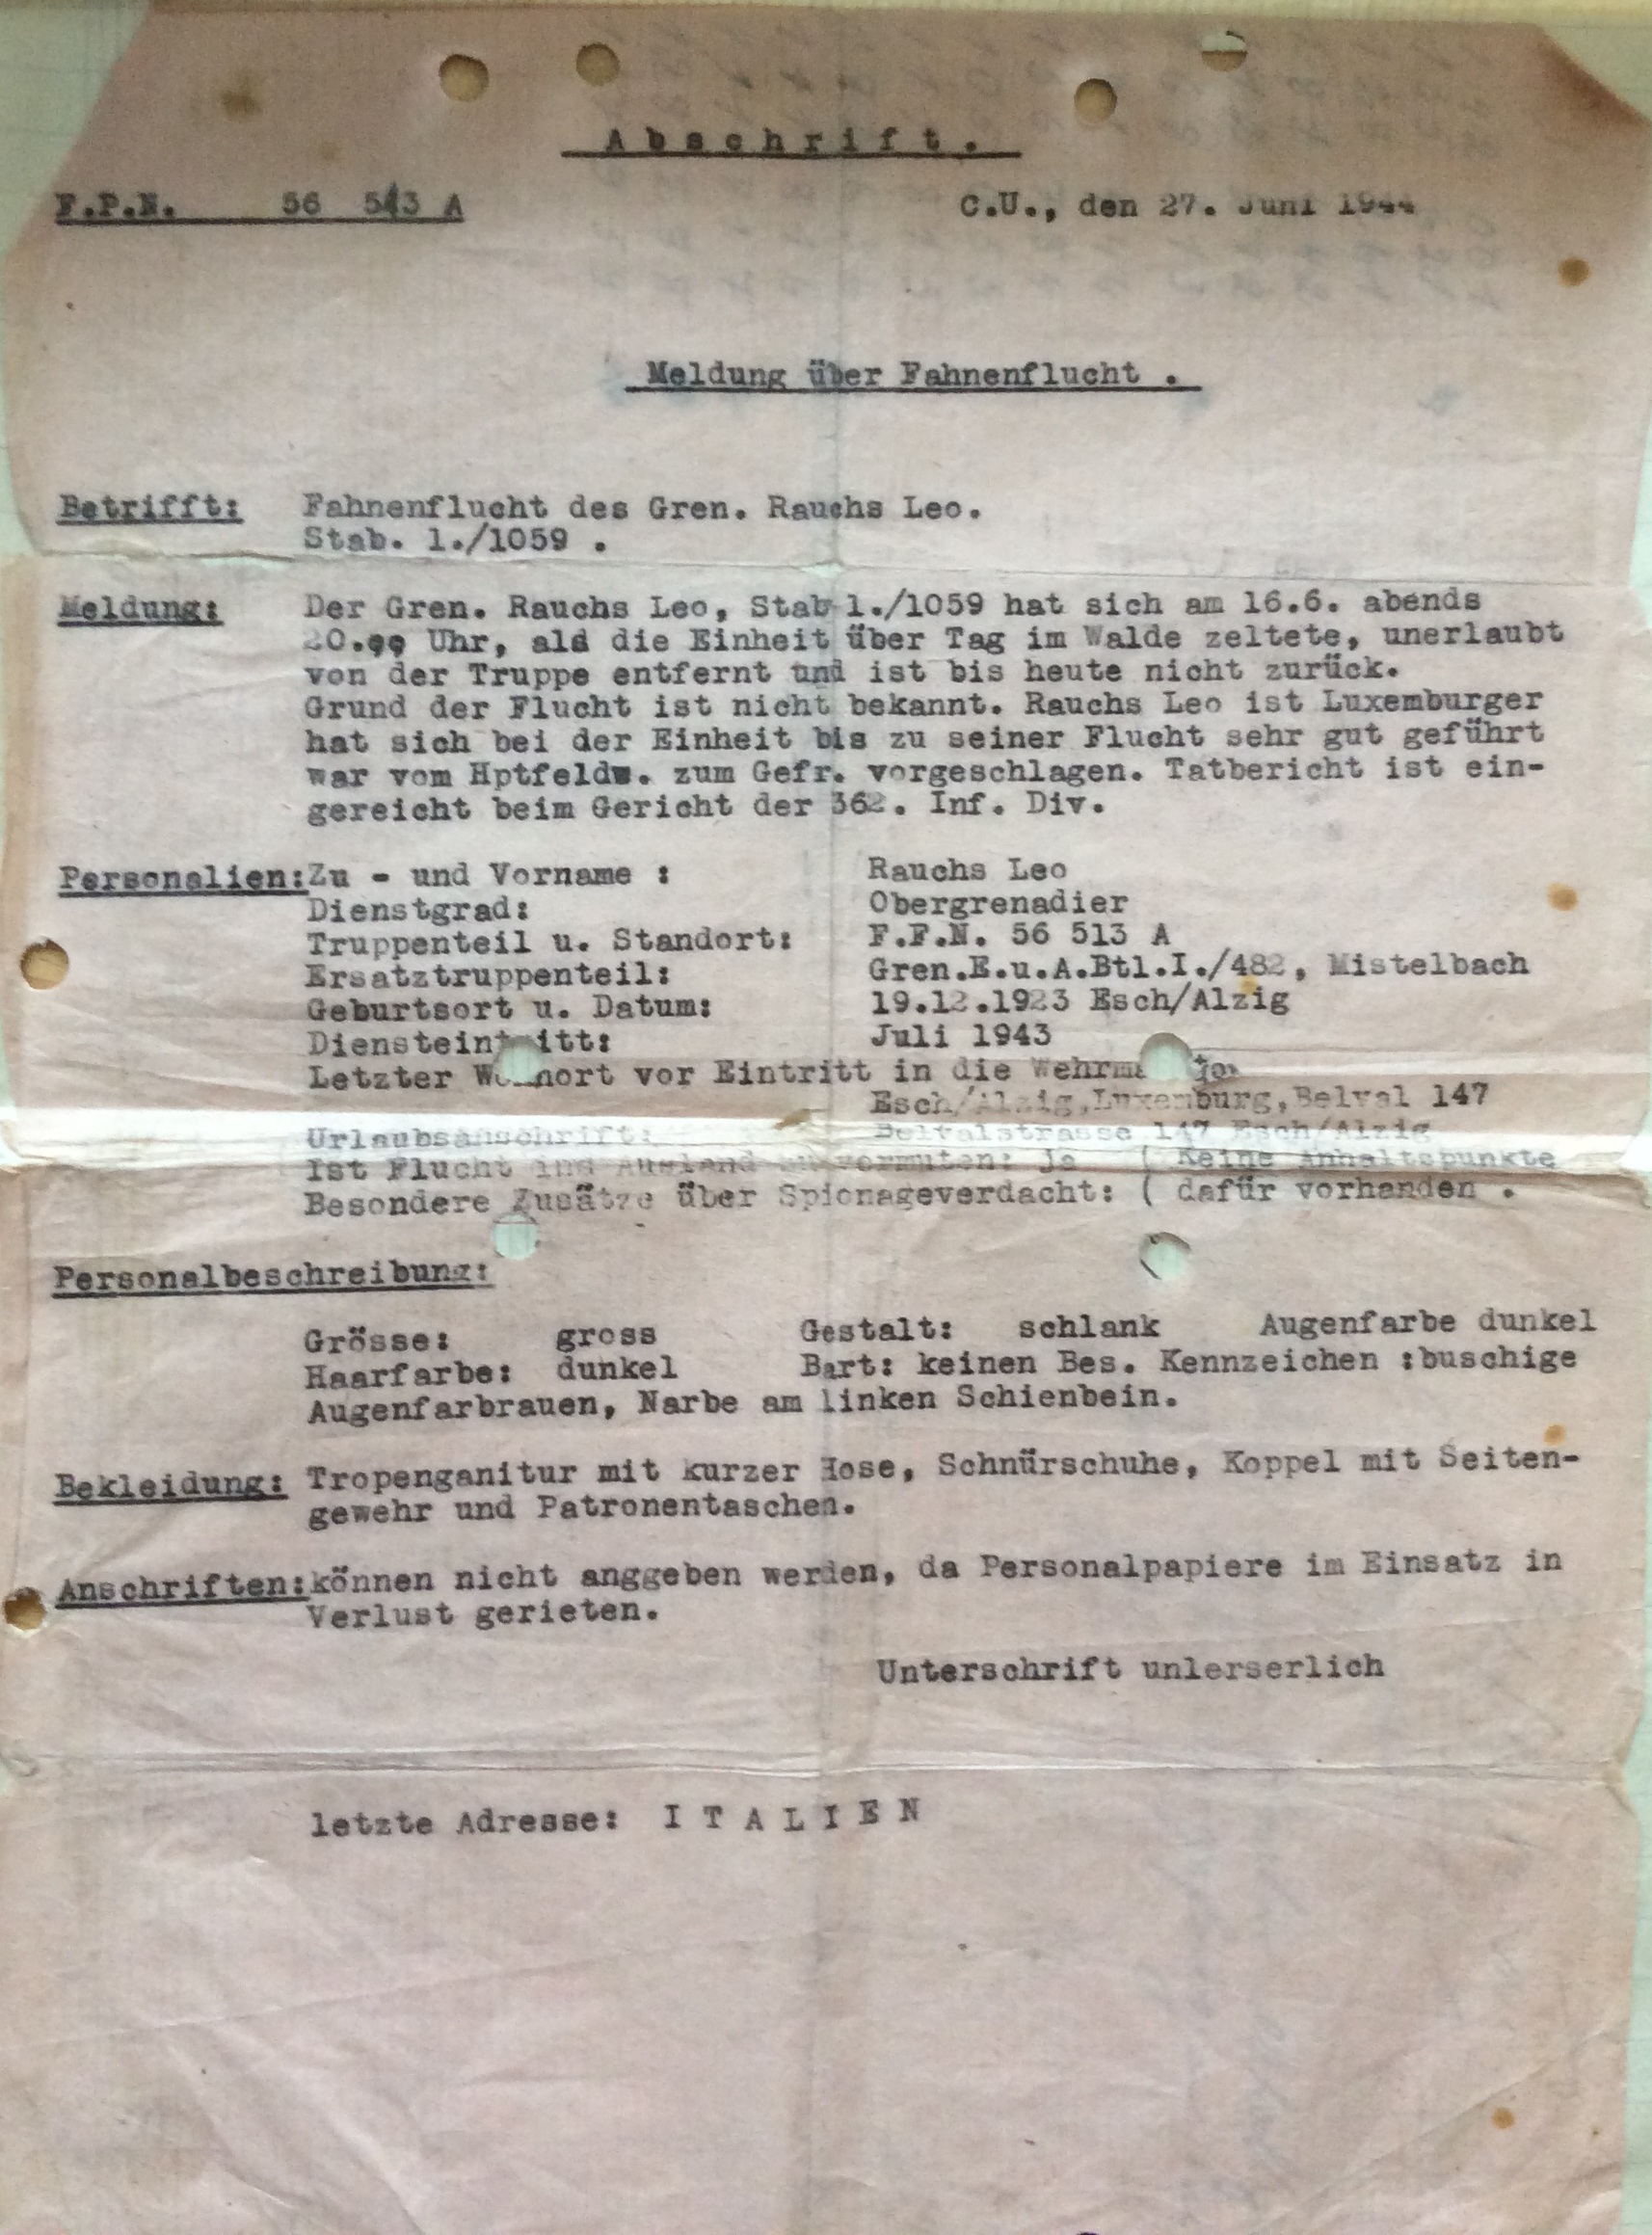 Abschrift.
F.P.N. 56 543 A
C.U., den 27. Juni 1944
Meldung über Fahnenflucht .
Betrifft: Fahnenflucht des Gren. Rauchs Leo.
Stab. 1./1059 .
Meldung: Der Gren. Rauchs Leo, Stab 1./1059 hat sich am 16.6. abends
Uhr, als die Einheit über Tag im Walde zeltete, unerlaubt
von der Truppe entfernt und ist bis heute nicht zurück.
Grund der Flucht ist nicht bekannt. Rauchs Leo ist Luxemburger
hat sich bei der Einheit bis zu seiner Flucht sehr gut geführt
war vom Hptfeldw. zum Gefr. vorgeschlagen. Tatbericht ist ein-
gereicht beim Gericht der 362. Inf. Div.
Personalien: Zu - und Vorname : Rauchs Leo
Dienstgrad: Obergrenadier
Truppenteil u. Standort: F.F.N. 56 513 A
Ersatztruppenteil: Gren.E.u.A.Btl.I./482, Mistelbach
Geburtsort u. Datum: 19.12.1923 Esch/Alzig
Diensteintritt: Juli 1943
Letzter Wohnort vor Eintritt in die
Esch/Alzig,Luxemburg,Belval 147
Urlaubsanschrift: Belvalstrasse 147 Esch/Alzig
Ist Flucht ins Ausland zu vermuten: Ja ( Keine Anhaltspunkte
Besondere Zusätze über Spionageverdacht: ( dafür vorhanden .
Personalbeschreibung:
Grösse: gross Gestalt: schlank Augenfarbe dunkel
Haarfarbe: dunkel Bart: keinen Bes. Kennzeichen :buschige
Augenfarbrauen, Narbe am linken Schienbein.
Bekleidung: Tropenganitur mit kurzer Hose, Schnürschuhe, Koppel mit Seiten-
gewehr und Patronentaschen.
Anschriften: können nicht anggeben werden, da Personalpapiere im Einsatz in
Verlust gerieten.
Unterschrift unlerserlich
letzte Adresse: ITALIEN